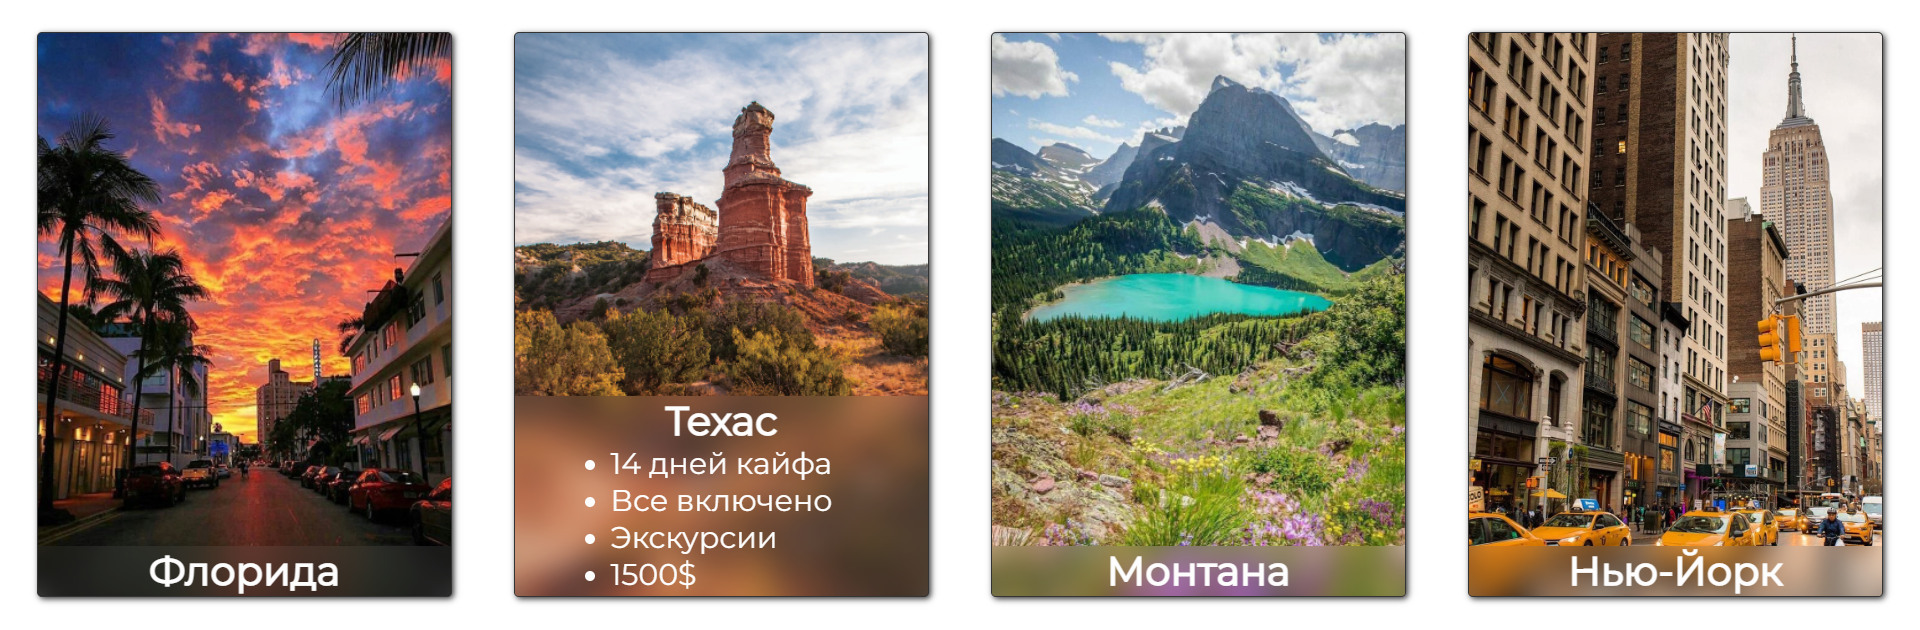 Флорида
Техас
14 дней кайфа
Все включено
Экскурсии
1500$
Монтана
Нью-Йорк